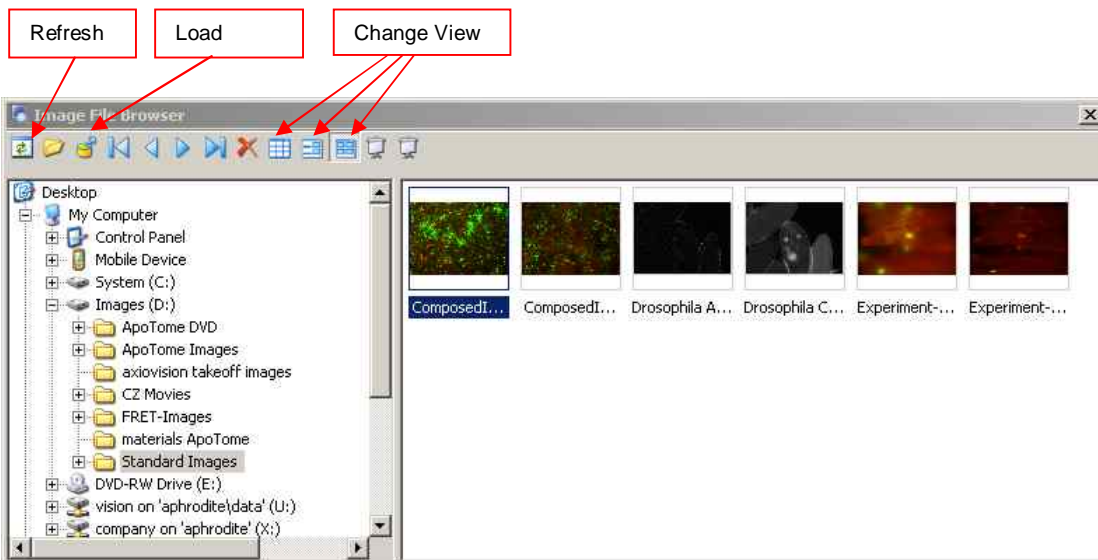 Refresh
Load
Change View
Image File Browser
Desktop
My Computer
Control Panel
Mobile Device
System (C:)
Images (D:)
ApoTome DVD
ApoTome Images
axiovision takeoff images
CZ Movies
FRET-Images
materials ApoTome
Standard Images
DVD-RW Drive (E:)
vision on 'aphrodite\data' (U:)
company on 'aphrodite' (X:)
ComposedI...
ComposedI...
Drosophila A...
Drosophila C...
Experiment-...
Experiment-...